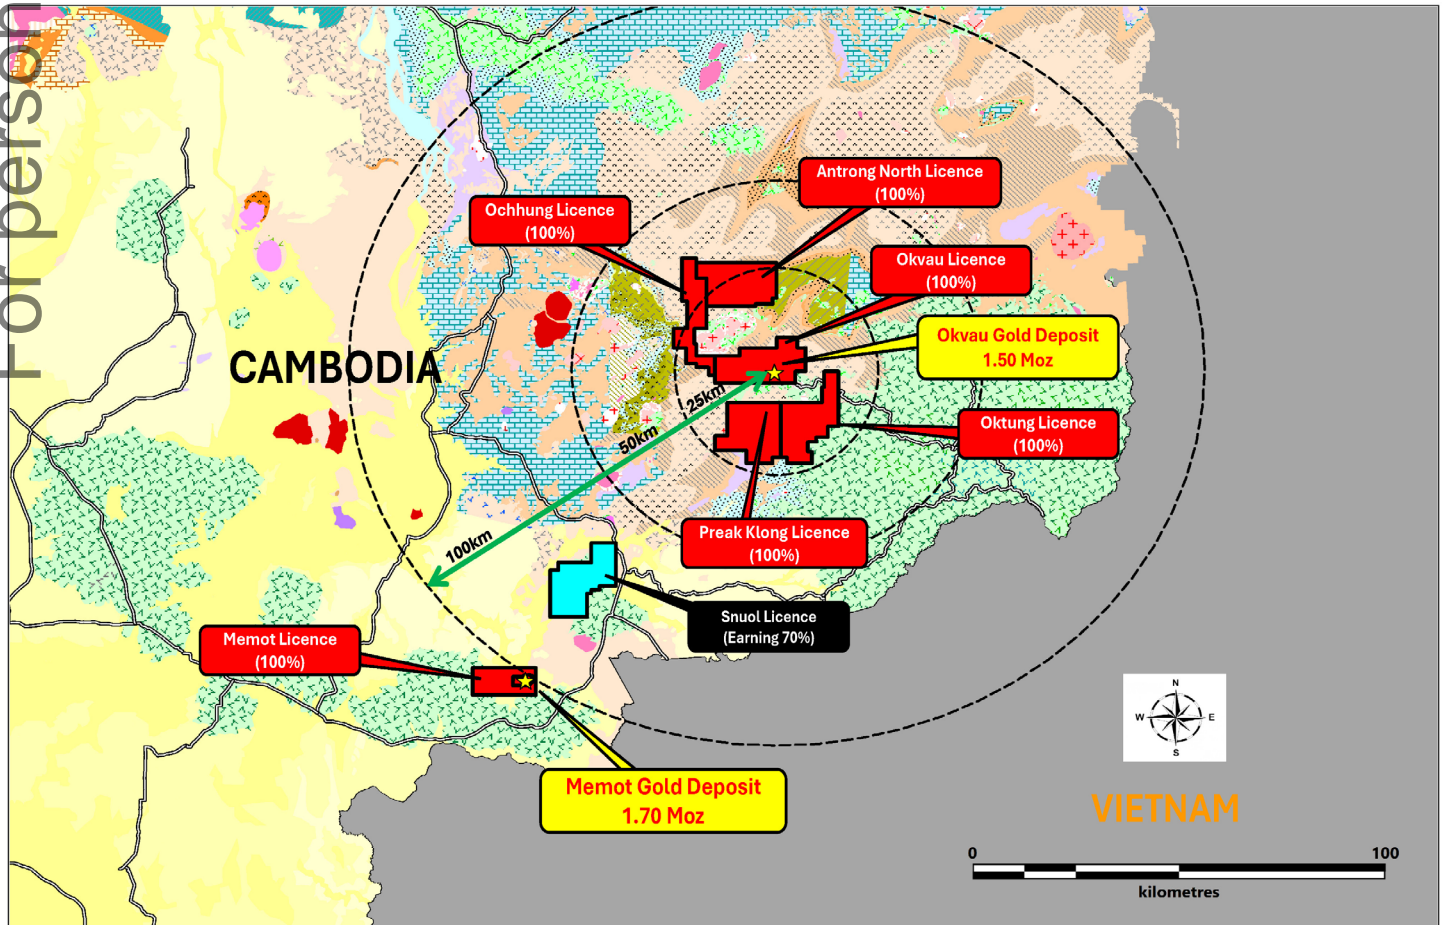 For person
Antrong North Licence
(100%)
Ochhung Licence
(100%)
Okvau Licence
(100%)
Okvau Gold Deposit
1.50 Moz
CAMBODIA
25km
50km
100km
Oktung Licence
(100%)
Preak Klong Licence
(100%)
Snuol Licence
(Earning 70%)
Memot Licence
(100%)
Memot Gold Deposit
1.70 Moz
N
W
E
S
VIETNAM
0
100
kilometres